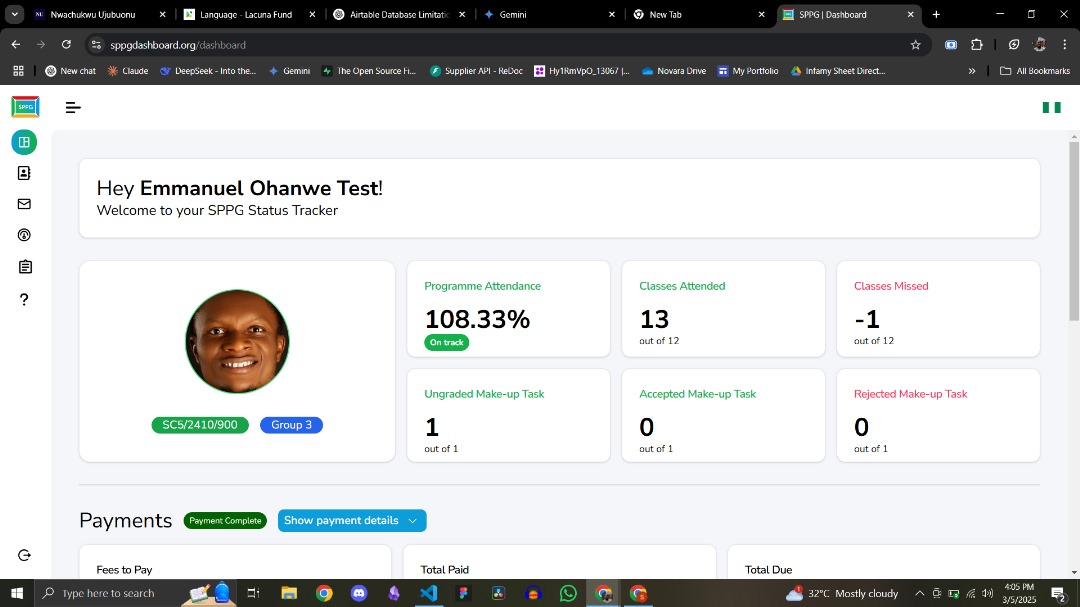 NU Nwachukwu Ujubuonu
Language - Lacuna Fund
Airtable Database Limitatic
Gemini
New Tab
SPPG | Dashboard
sppgdashboard.org/dashboard
New chat
Claude
DeepSeek - Into the...
Gemini
The Open Source Fi...
Supplier API - ReDoc
Hy1RmVpO_13067 |...
Novara Drive
My Portfolio
Infamy Sheet Direct...
All Bookmarks
SPPG
Hey Emmanuel Ohanwe Test!
Welcome to your SPPG Status Tracker
SC5/2410/900
Group 3
Programme Attendance
108.33%
On track
Classes Attended
13
out of 12
Classes Missed
-1
out of 12
Ungraded Make-up Task
1
out of 1
Accepted Make-up Task
0
out of 1
Rejected Make-up Task
0
out of 1
Payments
Payment Complete
Show payment details
Fees to Pay
Total Paid
Total Due
Type here to search
32°C Mostly cloudy
4:05 PM
3/5/2025
2